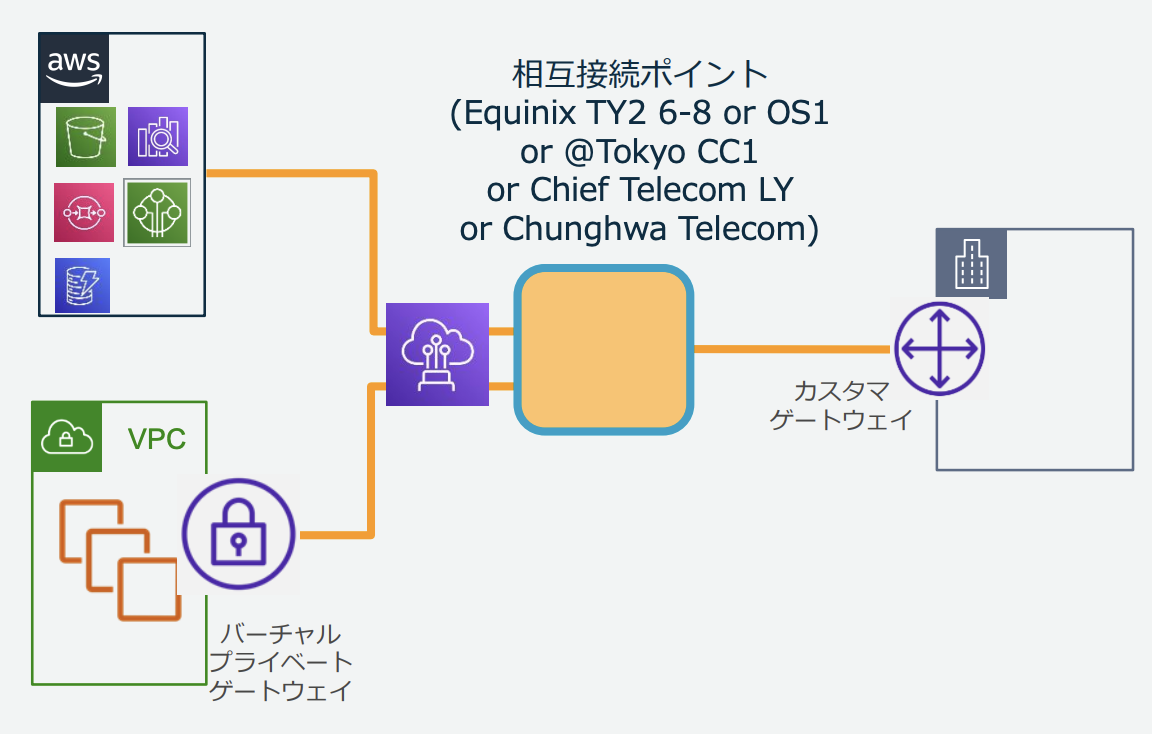 aws
相互接続ポイント
(Equinix TY2 6-8 or OS1
or @Tokyo CC1
or Chief Telecom LY
or Chunghwa Telecom)
カスタマ
ゲートウェイ
VPC
バーチャル
プライベート
ゲートウェイ